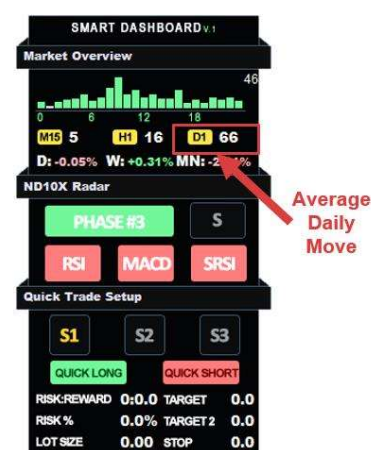 SMART DASHBOARD V.1
Market Overview
46
0 6 12 18
M15 5 H1 16 D1 66
D: -0.05% W: +0.31% MN:
Average
Daily
Move
ND10X Radar
PHASE #3 S
RSI MACD SRSI
Quick Trade Setup
S1 S2 S3
QUICK LONG QUICK SHORT
RISK:REWARD 0:0.0 TARGET 0.0
RISK % 0.0% TARGET 2 0.0
LOT SIZE 0.00 STOP 0.0